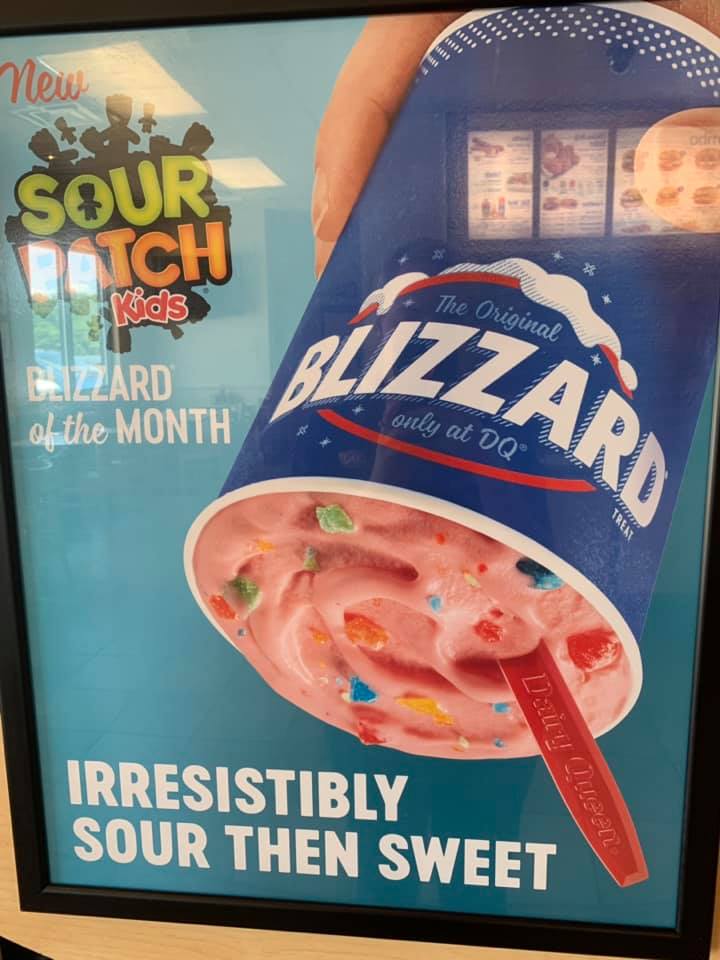 New
SOUR
PATCH
Kids
BLIZZARD®
of the MONTH
The Original
BLIZZARD
only at DQ®
TREAT
Dairy Queen®
IRRESISTIBLY
SOUR THEN SWEET